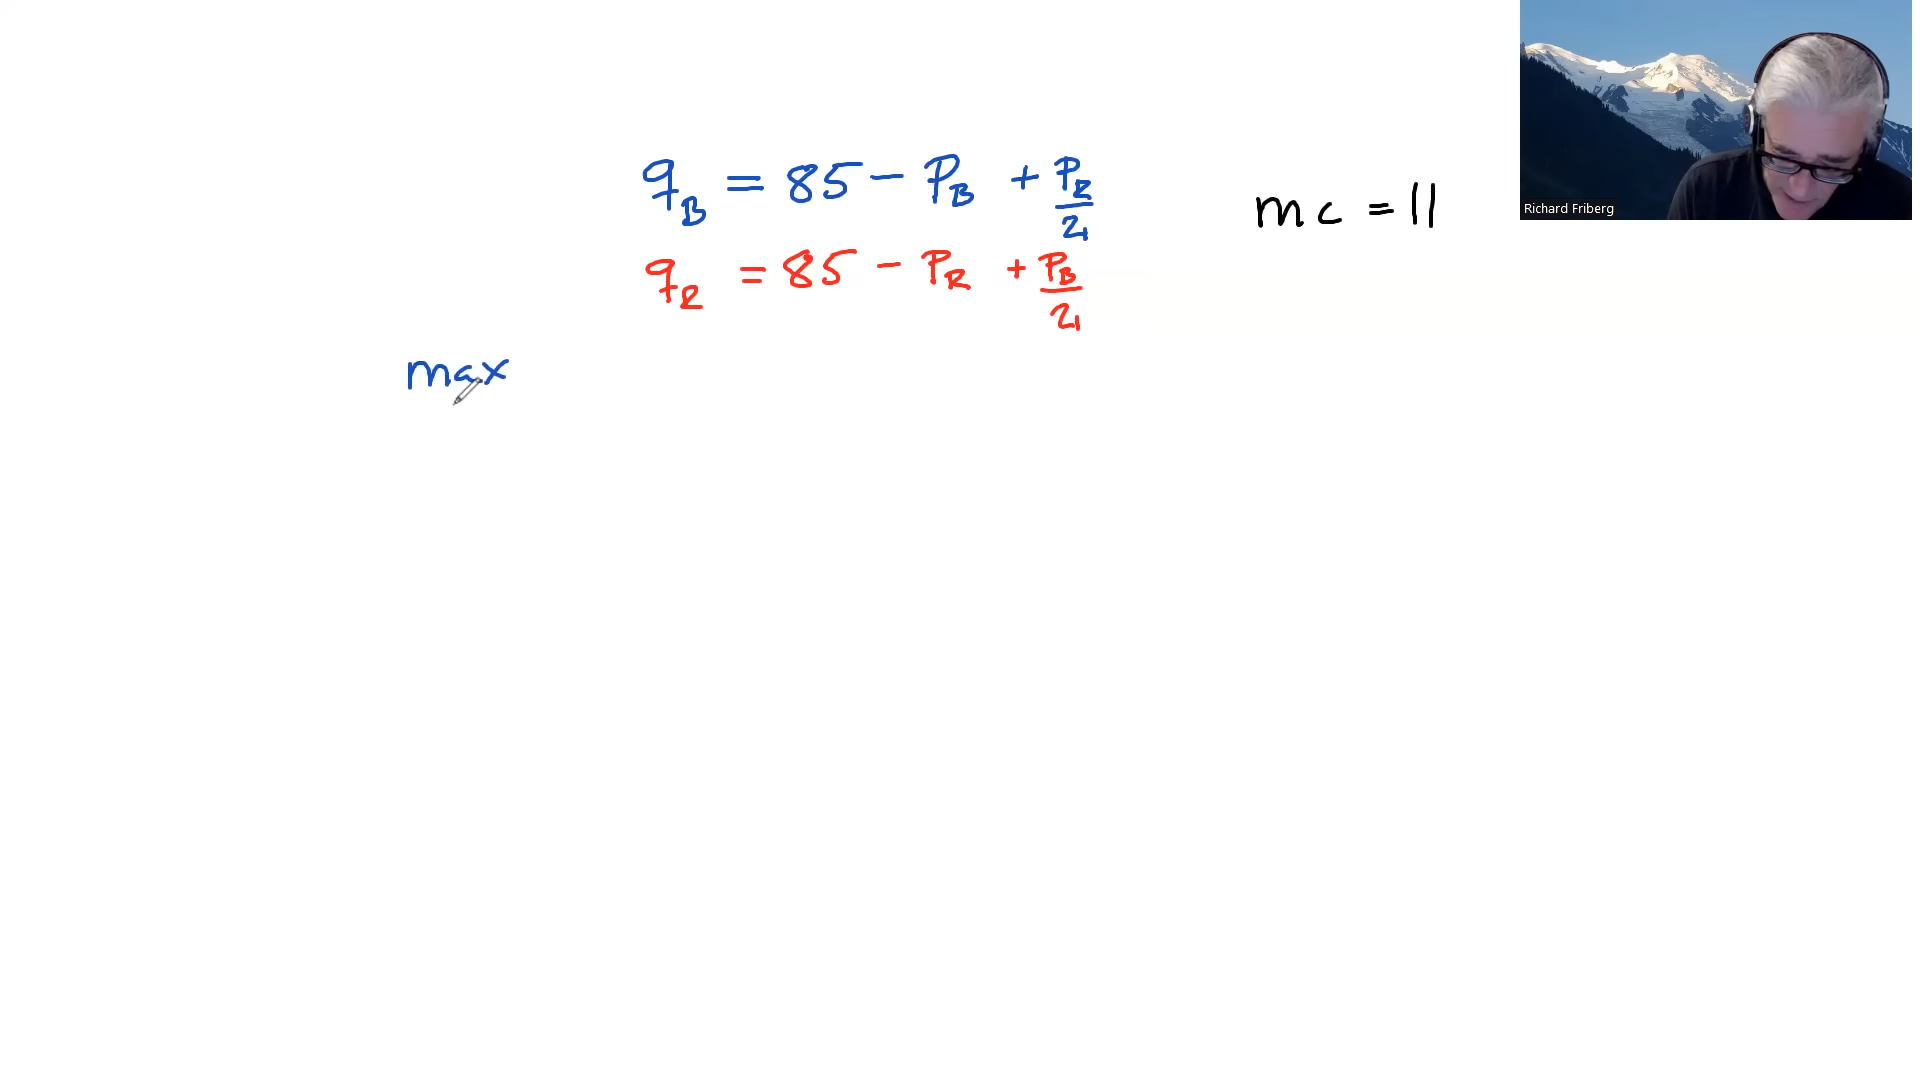 q_B = 85 - P_B + P_R/2
mc = 11
Richard Friberg
q_R = 85 - P_R + P_B/2
max